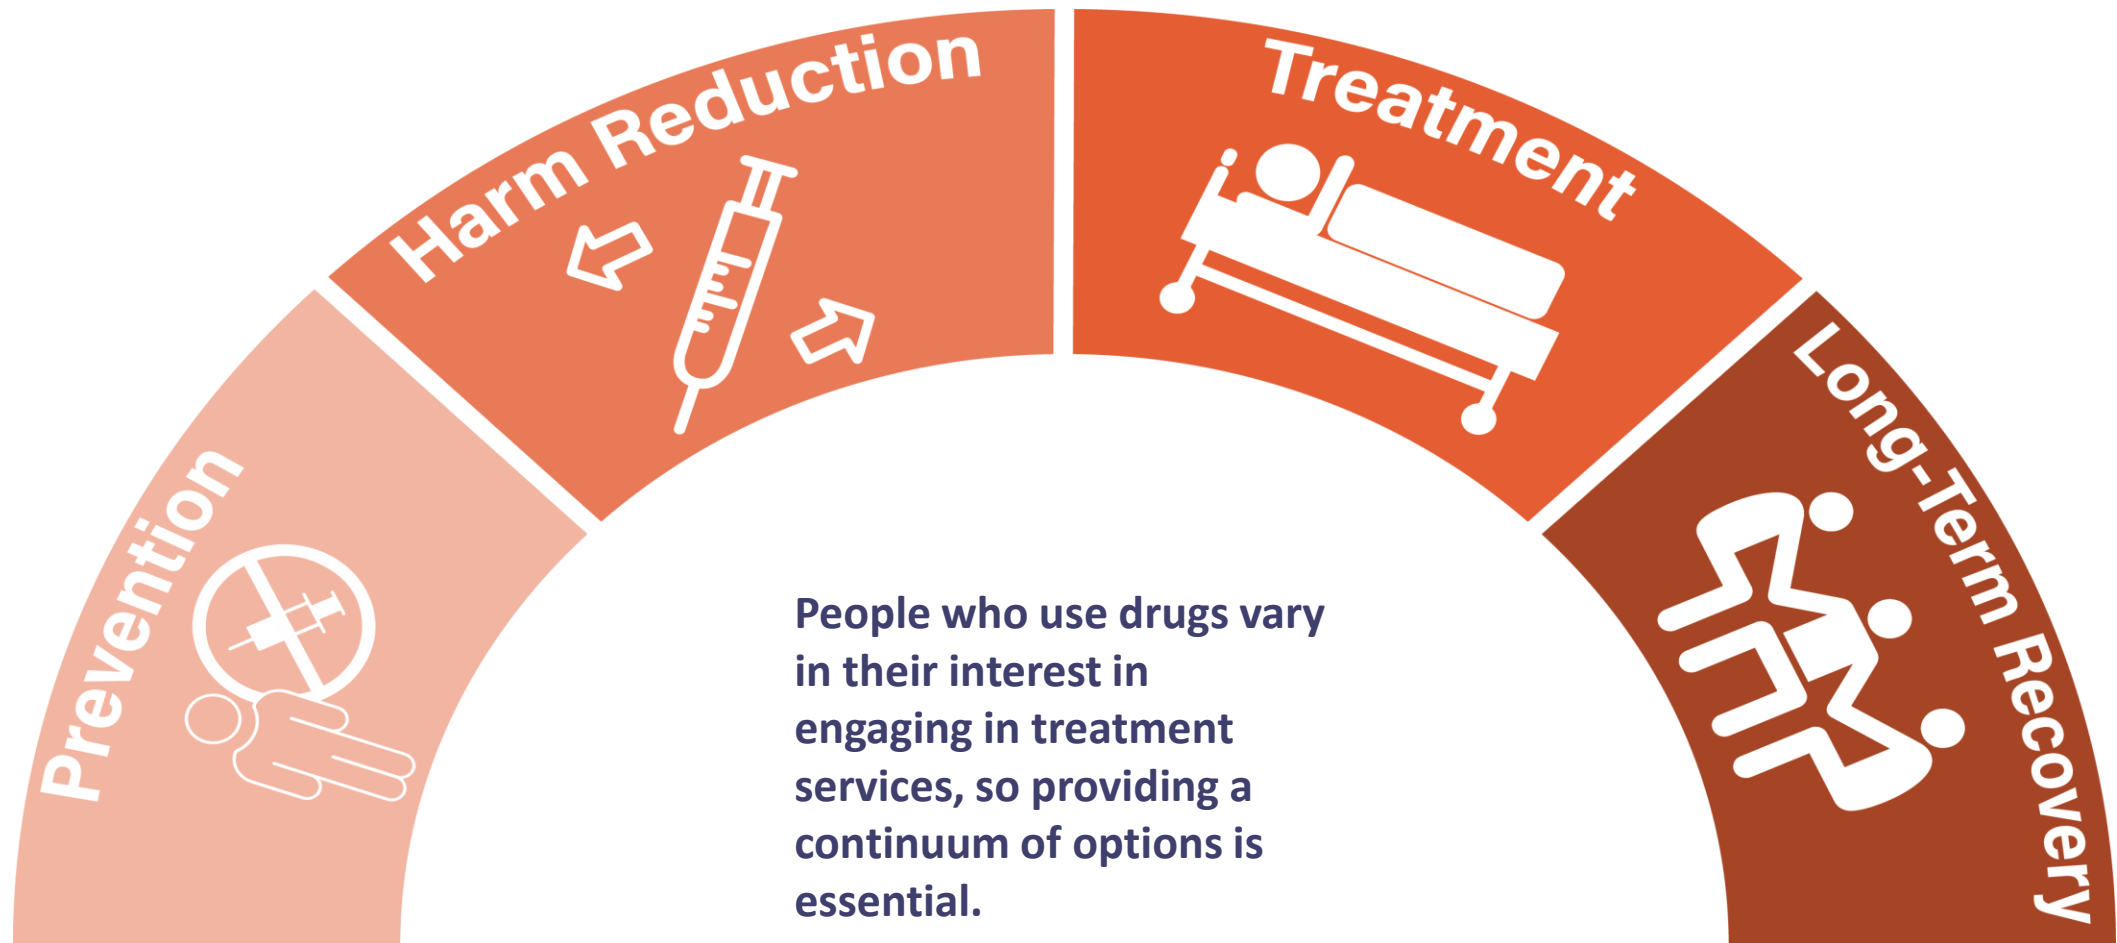 Prevention
Harm Reduction
Treatment
Long-Term Recovery
People who use drugs vary
in their interest in
engaging in treatment
services, so providing a
continuum of options is
essential.